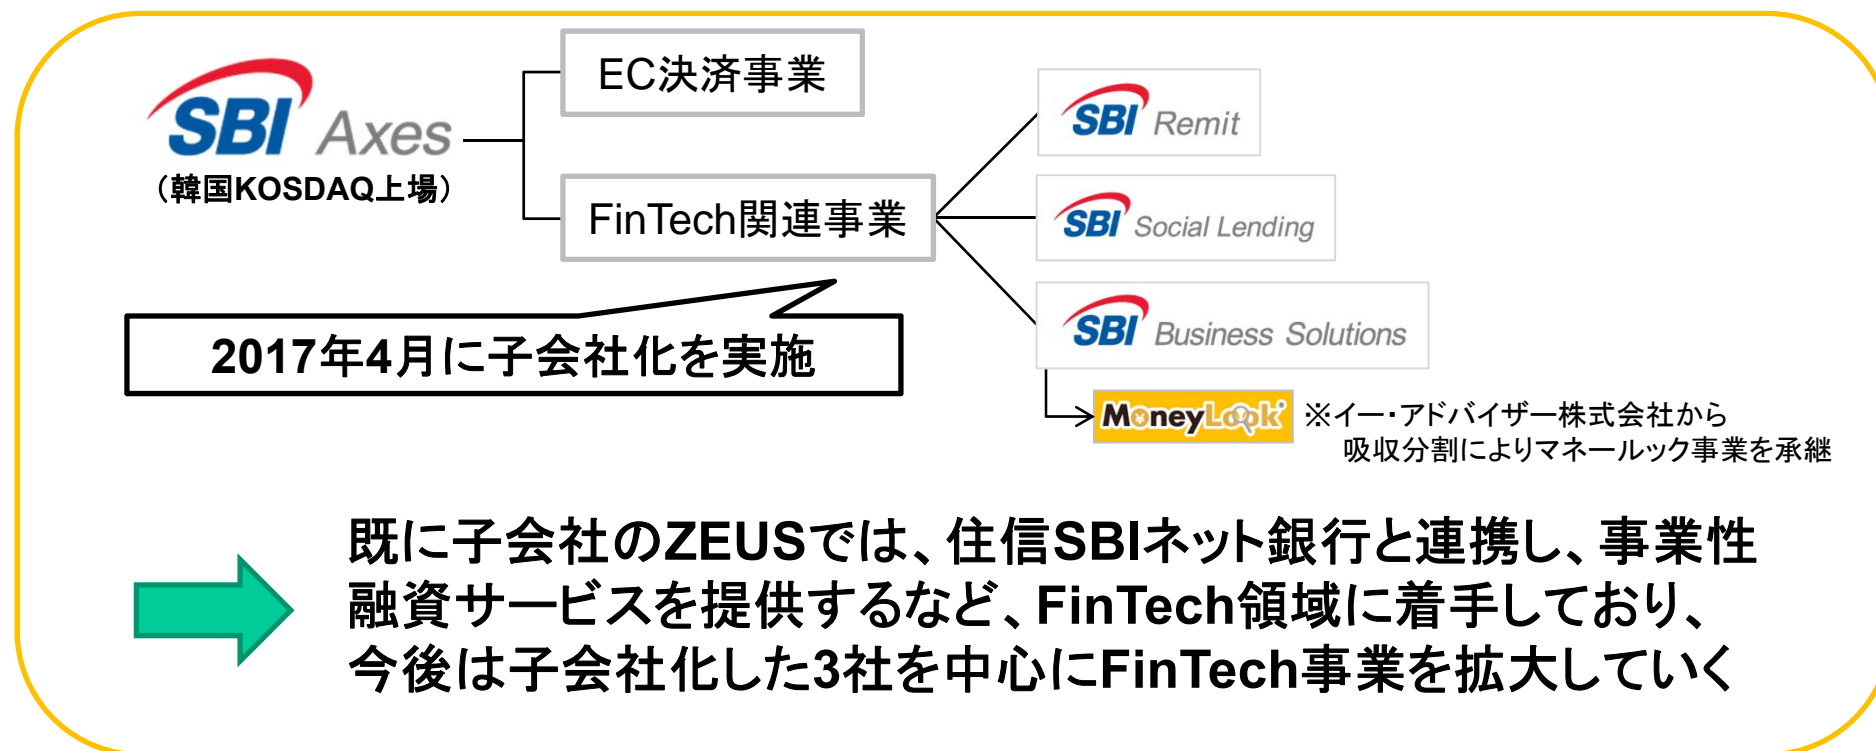 EC決済事業
SBI Axes
(韓国KOSDAQ上場)
FinTech関連事業
SBI Remit
SBI Social Lending
SBI Business Solutions
2017年4月に子会社化を実施
MoneyLook
※イー・アドバイザー株式会社から
吸収分割によりマネールック事業を承継
既に子会社のZEUSでは、住信SBIネット銀行と連携し、事業性
融資サービスを提供するなど、FinTech領域に着手しており、
今後は子会社化した3社を中心にFinTech事業を拡大していく